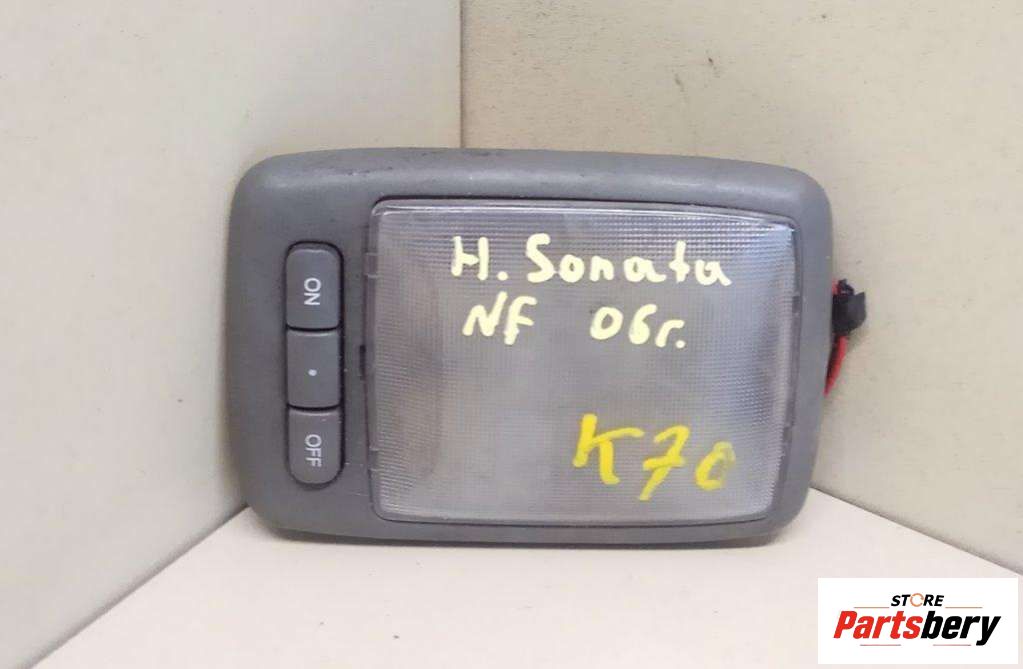 H. Sonata
NF 06г.
K70
ON
•
OFF
STORE
Partsbery